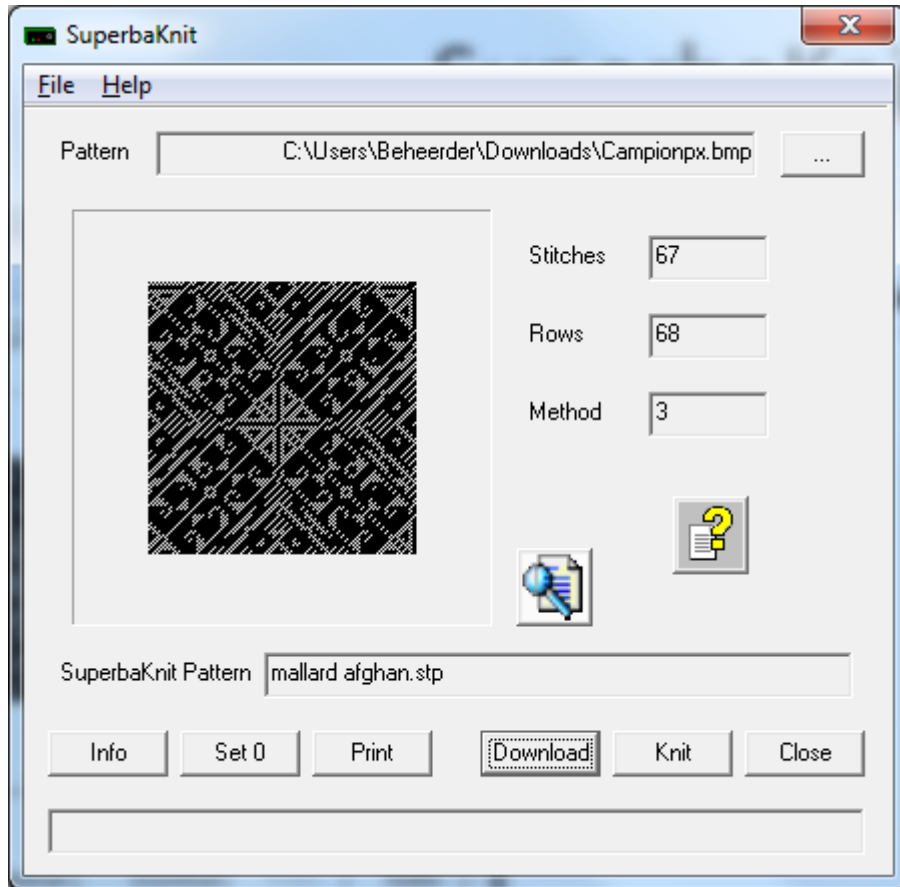 SuperbaKnit
File Help
Pattern C:\Users\Beheerder\Downloads\Campionpx.bmp ...
Stitches 67
Rows 68
Method 3
SuperbaKnit Pattern mallard afghan.stp
Info Set 0 Print Download Knit Close